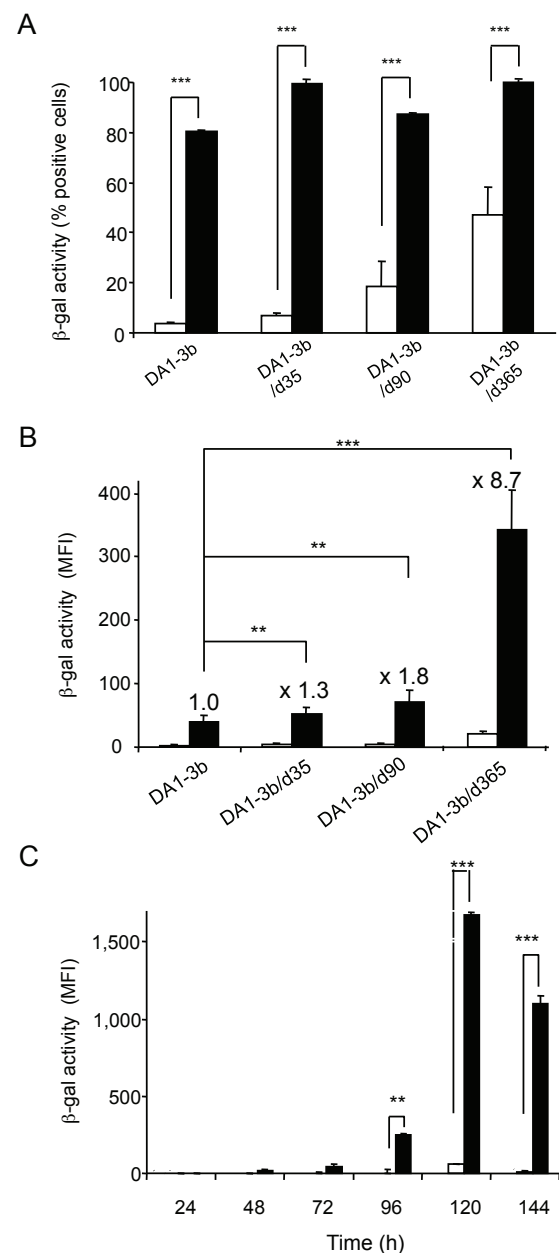 A
*** *** *** ***
β-gal activity (% positive cells)
100
80
60
40
20
0
DA1-3b
DA1-3b
/d35
DA1-3b
/d90
DA1-3b
/d365
B
***
**
**
x 8.7
x 1.8
x 1.3
1.0
β-gal activity (MFI)
400
300
200
100
0
DA1-3b
DA1-3b/d35
DA1-3b/d90
DA1-3b/d365
C
***
***
**
β-gal activity (MFI)
1,500
1,000
500
0
24 48 72 96 120 144
Time (h)